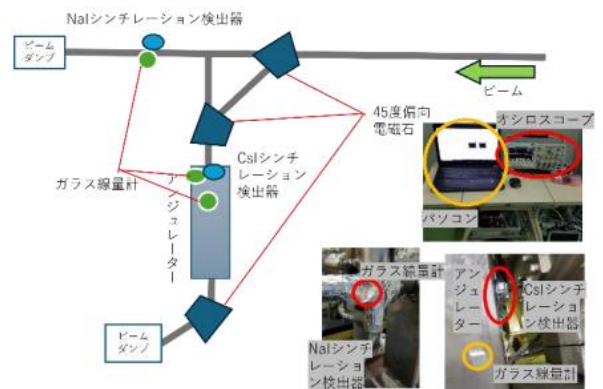 NaIシンチレーション検出器
ビーム
ダンプ
ビーム
45度偏向
電磁石
オシロスコープ
パソコン
CsIシンチ
レーション
検出器
ガラス線量計
アンジュレーター
ビーム
ダンプ
ガラス線量計
NaIシンチ
レーショ
ン検出器
アン
ジュ
レー
ター
CsIシンチ
レーショ
ン検出器
ガラス線量計